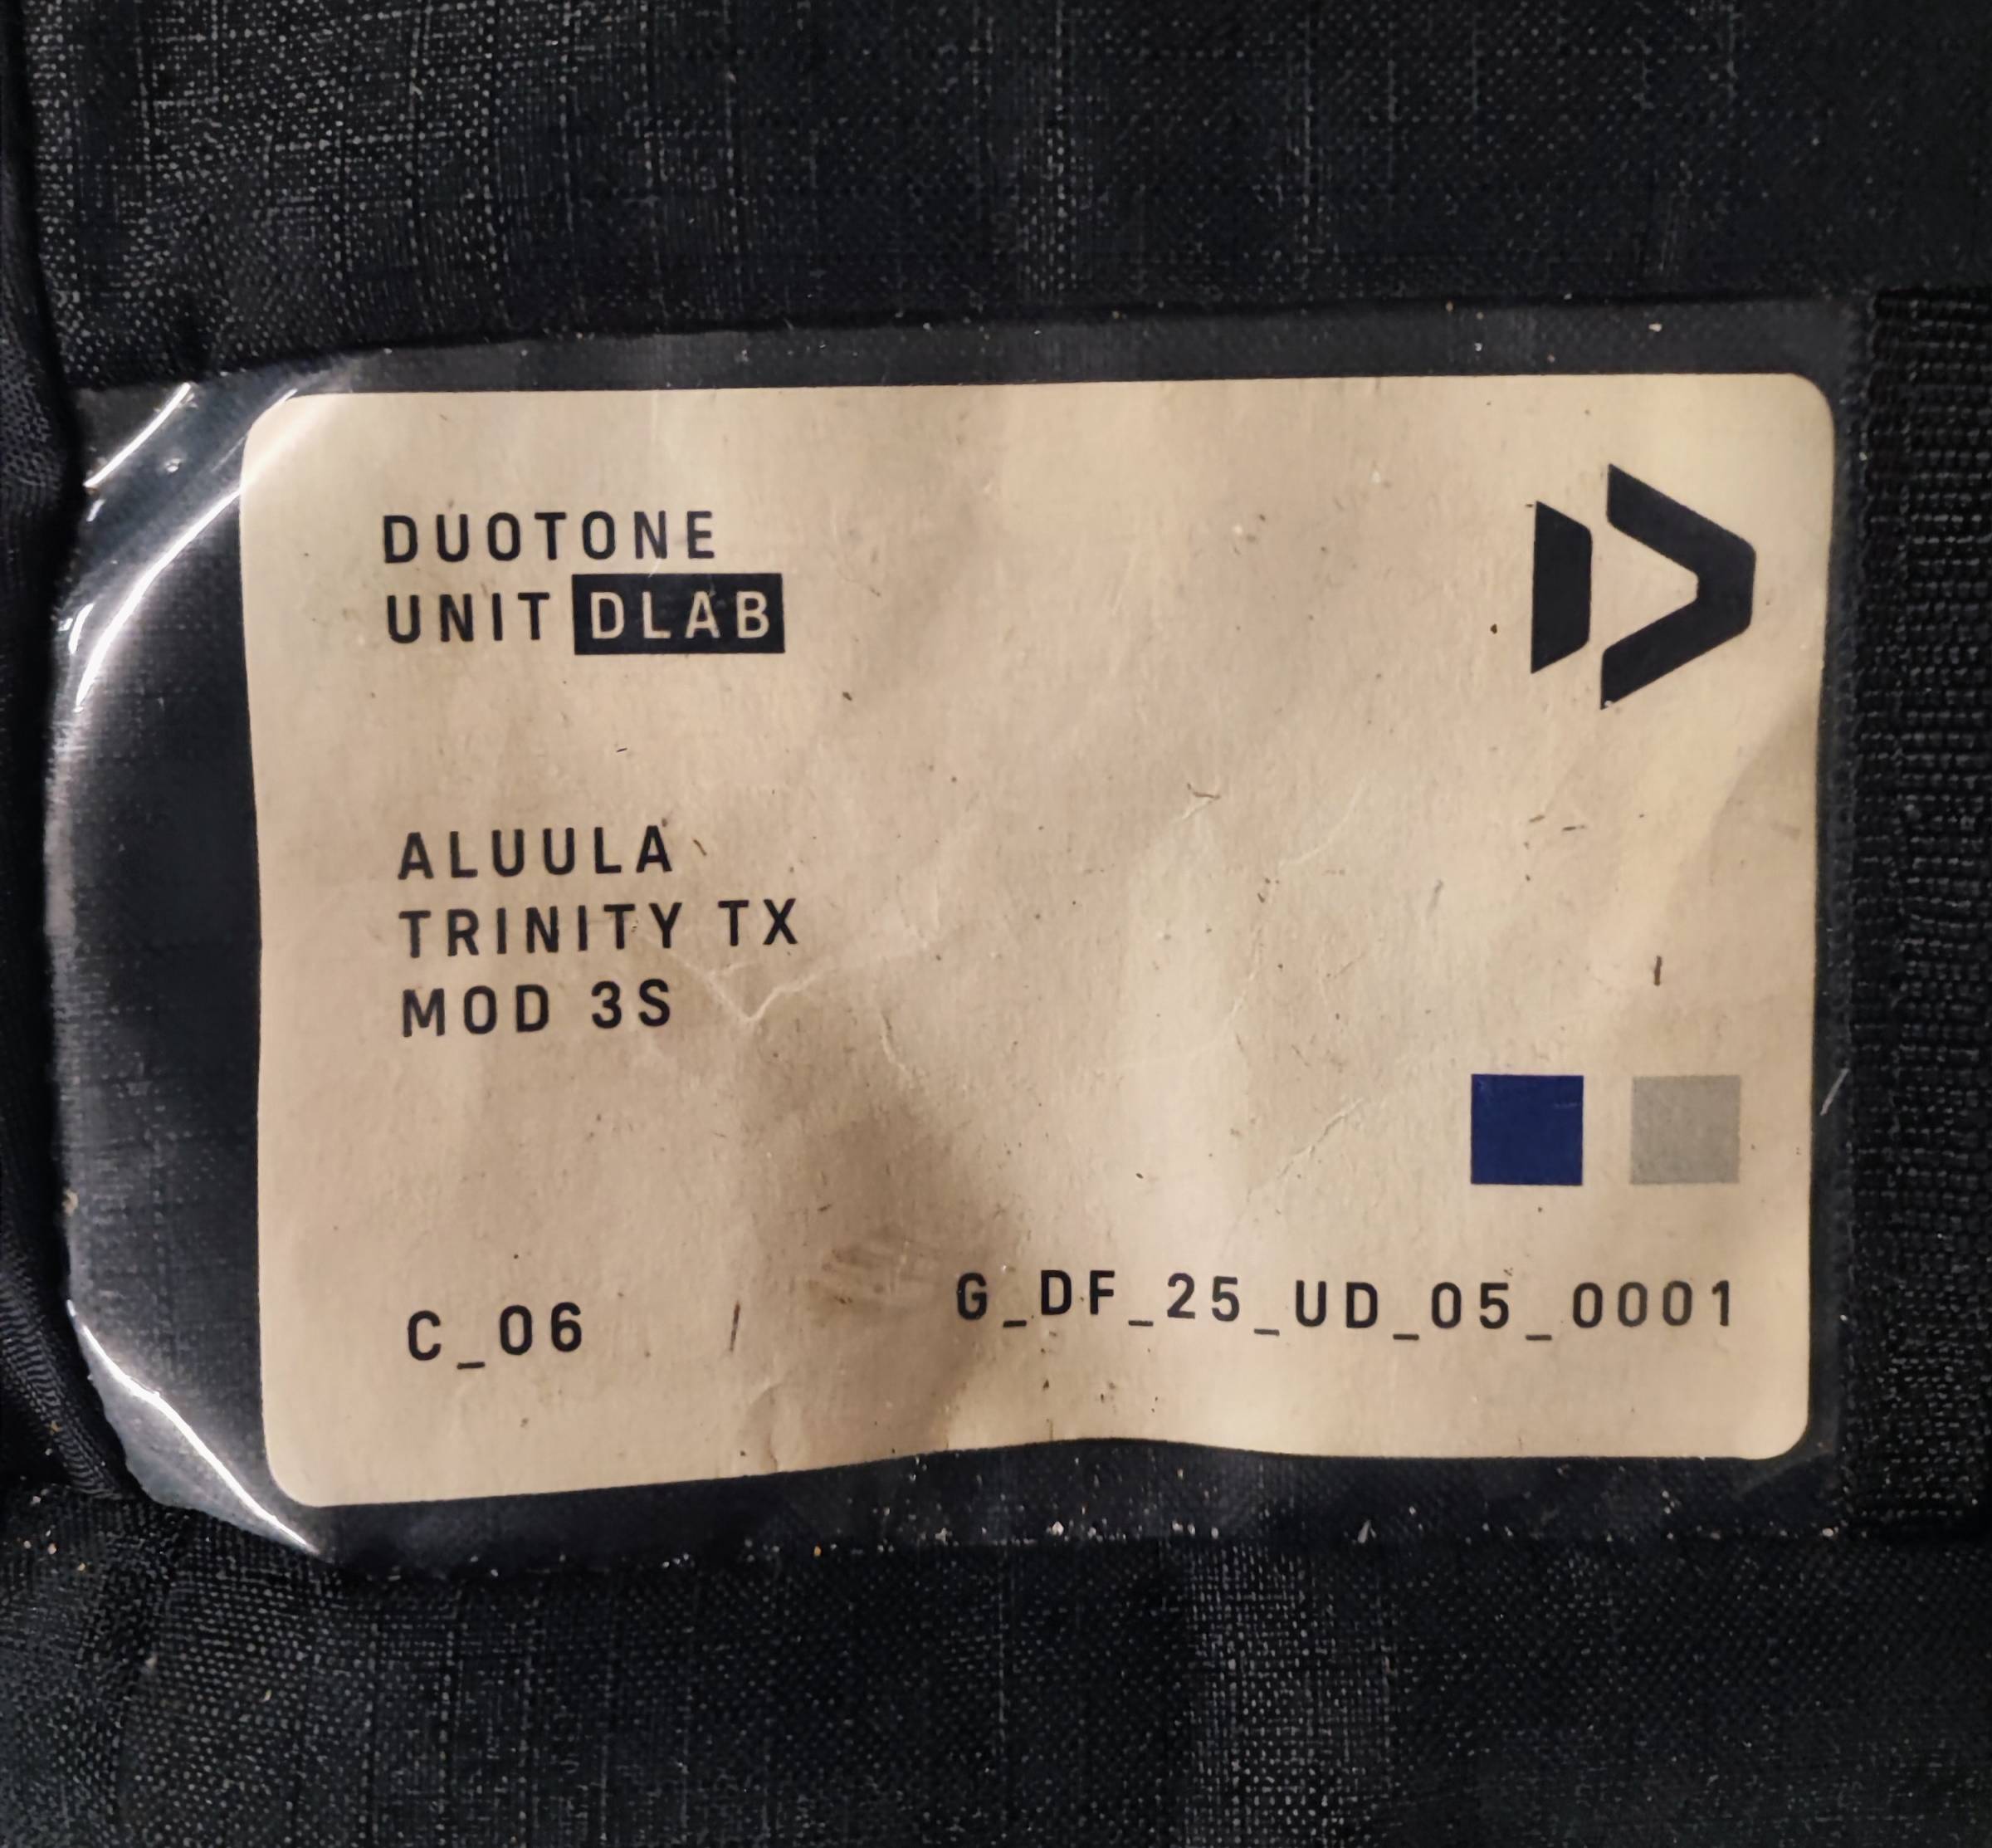 DUOTONE
UNIT DLAB
ALUULA
TRINITY TX
MOD 3S
C_06
G_DF_25_UD_05_0001